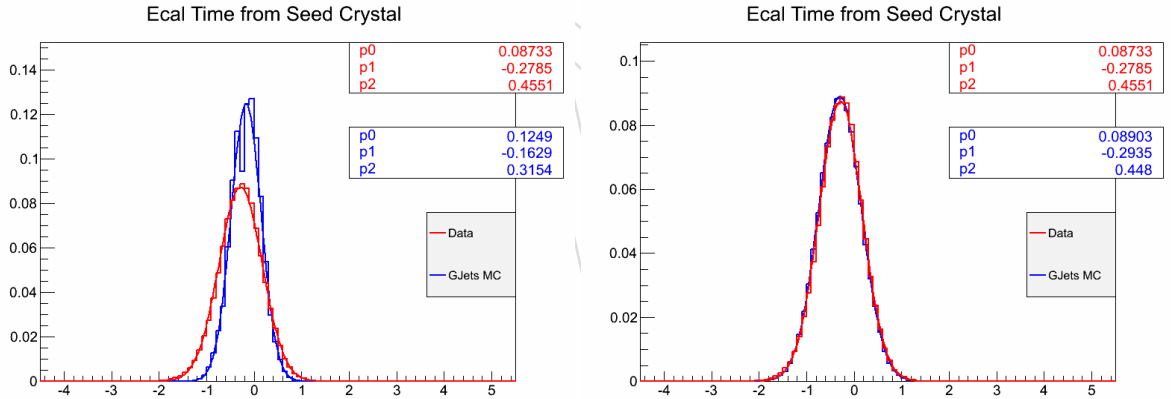 Ecal Time from Seed Crystal
p0 0.08733
p1 -0.2785
p2 0.4551
p0 0.1249
p1 -0.1629
p2 0.3154
Data
GJets MC
0.14
0.12
0.1
0.08
0.06
0.04
0.02
0
-4 -3 -2 -1 0 1 2 3 4 5
Ecal Time from Seed Crystal
p0 0.08733
p1 -0.2785
p2 0.4551
p0 0.08903
p1 -0.2935
p2 0.448
Data
GJets MC
0.1
0.08
0.06
0.04
0.02
0
-4 -3 -2 -1 0 1 2 3 4 5